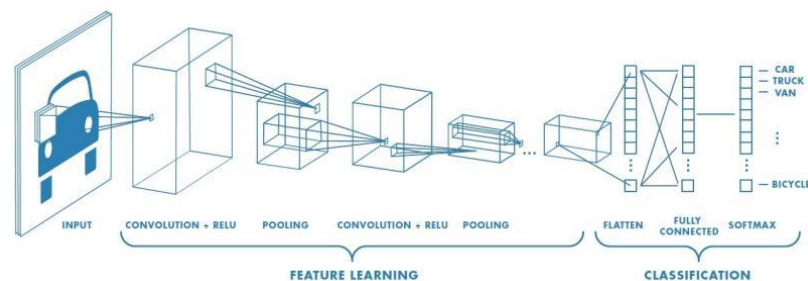 CAR
TRUCK
VAN
BICYCLE
INPUT CONVOLUTION + RELU POOLING CONVOLUTION + RELU POOLING FLATTEN FULLY CONNECTED SOFTMAX
FEATURE LEARNING CLASSIFICATION